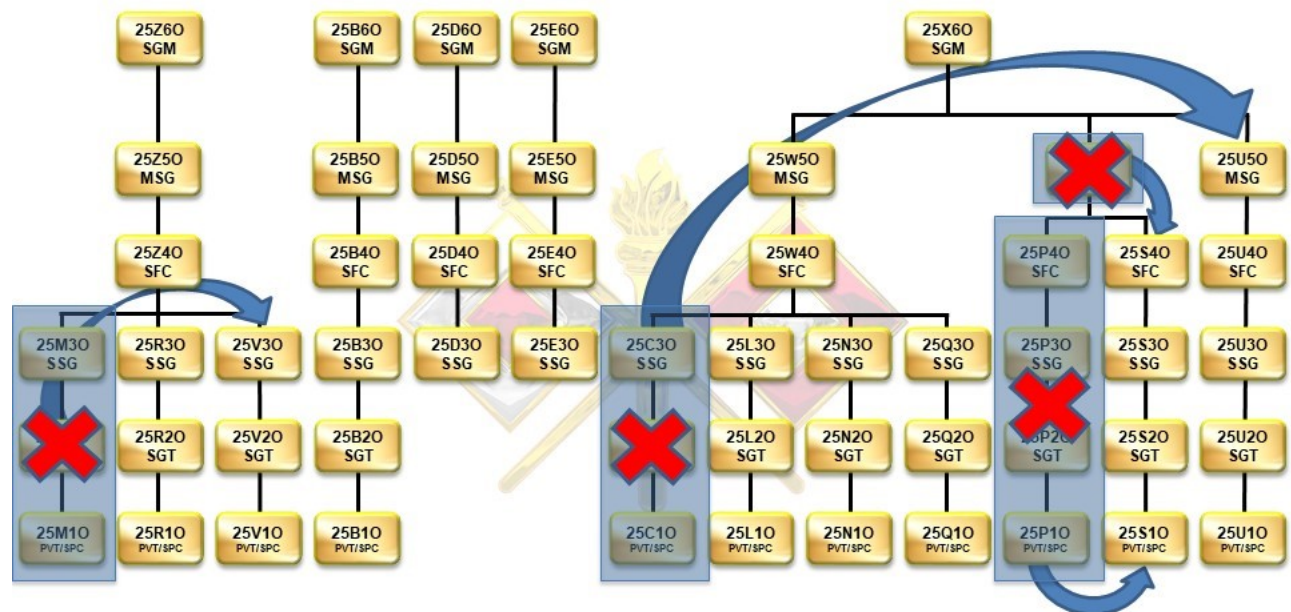 25Z6O
SGM
25B6O
SGM
25D6O
SGM
25E6O
SGM
25X6O
SGM
25Z5O
MSG
25B5O
MSG
25D5O
MSG
25E5O
MSG
25W5O
MSG
25U5O
MSG
25Z4O
SFC
25B4O
SFC
25D4O
SFC
25E4O
SFC
25W4O
SFC
25P4O
SFC
25S4O
SFC
25U4O
SFC
25M3O
SSG
25R3O
SSG
25V3O
SSG
25B3O
SSG
25D3O
SSG
25E3O
SSG
25C3O
SSG
25L3O
SSG
25N3O
SSG
25Q3O
SSG
25P3O
SSG
25S3O
SSG
25U3O
SSG
25R2O
SGT
25V2O
SGT
25B2O
SGT
25L2O
SGT
25N2O
SGT
25Q2O
SGT
25P2O
SGT
25S2O
SGT
25U2O
SGT
25M1O
PVT/SPC
25R1O
PVT/SPC
25V1O
PVT/SPC
25B1O
PVT/SPC
25C1O
PVT/SPC
25L1O
PVT/SPC
25N1O
PVT/SPC
25Q1O
PVT/SPC
25P1O
PVT/SPC
25S1O
PVT/SPC
25U1O
PVT/SPC